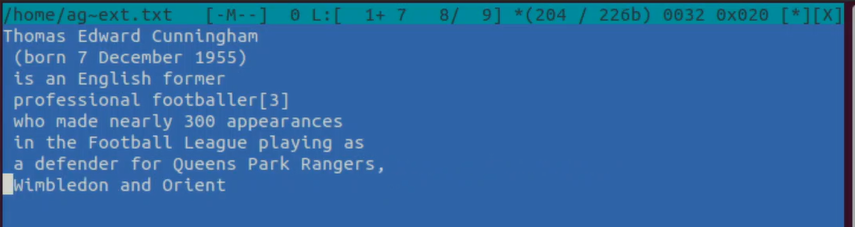 /home/ag~ext.txt   [-M--]  0 L:[  1+ 7   8/  9] *(204 / 226b) 0032 0x020 [*][X]
Thomas Edward Cunningham
 (born 7 December 1955)
 is an English former
 professional footballer[3]
 who made nearly 300 appearances
 in the Football League playing as
 a defender for Queens Park Rangers,
 Wimbledon and Orient